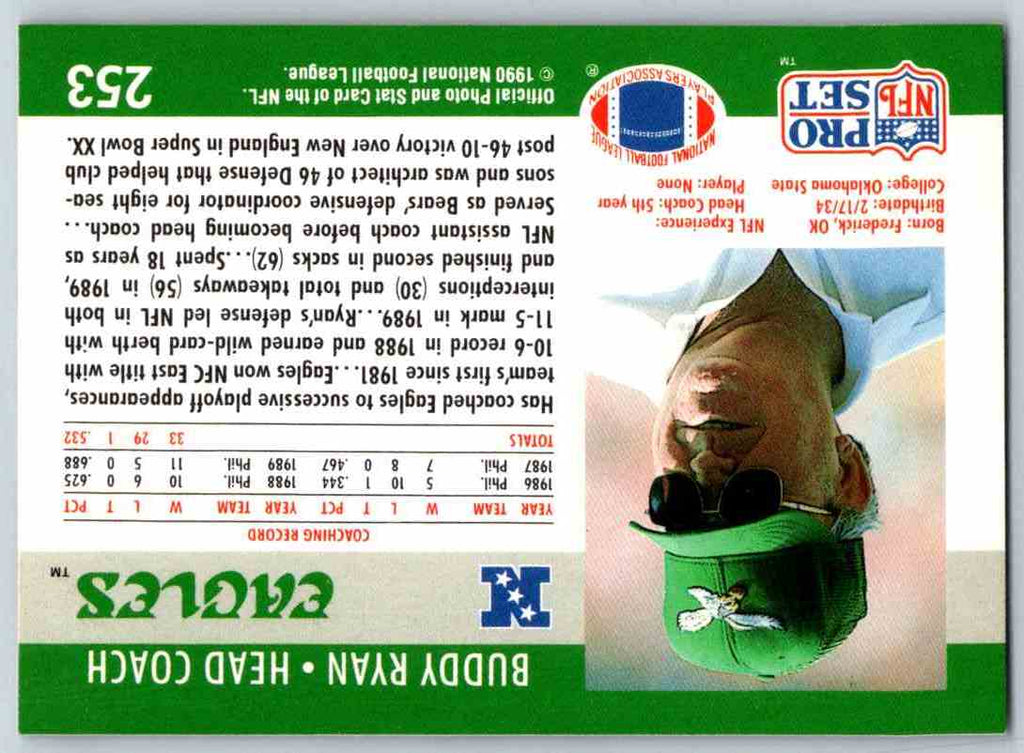 BUDDY RYAN • HEAD COACH
EAGLES™
COACHING RECORD
YEAR TEAM W L T PCT YEAR TEAM W L T PCT
1986 Phil. 5 10 1 .344 1988 Phil. 10 6 0 .625
1987 Phil. 7 8 0 .467 1989 Phil. 11 5 0 .688
TOTALS 33 29 1 .532
Has coached Eagles to successive playoff appearances,
team's first since 1981...Eagles won NFC East title with
10-6 record in 1988 and earned wild-card berth with
11-5 mark in 1989...Ryan's defense led NFL in both
interceptions (30) and total takeaways (56) in 1989,
and finished second in sacks (62)...Spent 18 years as
NFL assistant coach before becoming head coach...
Served as Bears' defensive coordinator for eight sea-
sons and was architect of 46 Defense that helped club
post 46-10 victory over New England in Super Bowl XX.
Born: Frederick, OK
Birthdate: 2/17/34
College: Oklahoma State
NFL Experience:
Head Coach: 5th year
Player: None
NFL
PRO
SET
™
NATIONAL FOOTBALL LEAGUE
PLAYERS ASSOCIATION
®
Official Photo and Stat Card of the NFL.
© 1990 National Football League.
253